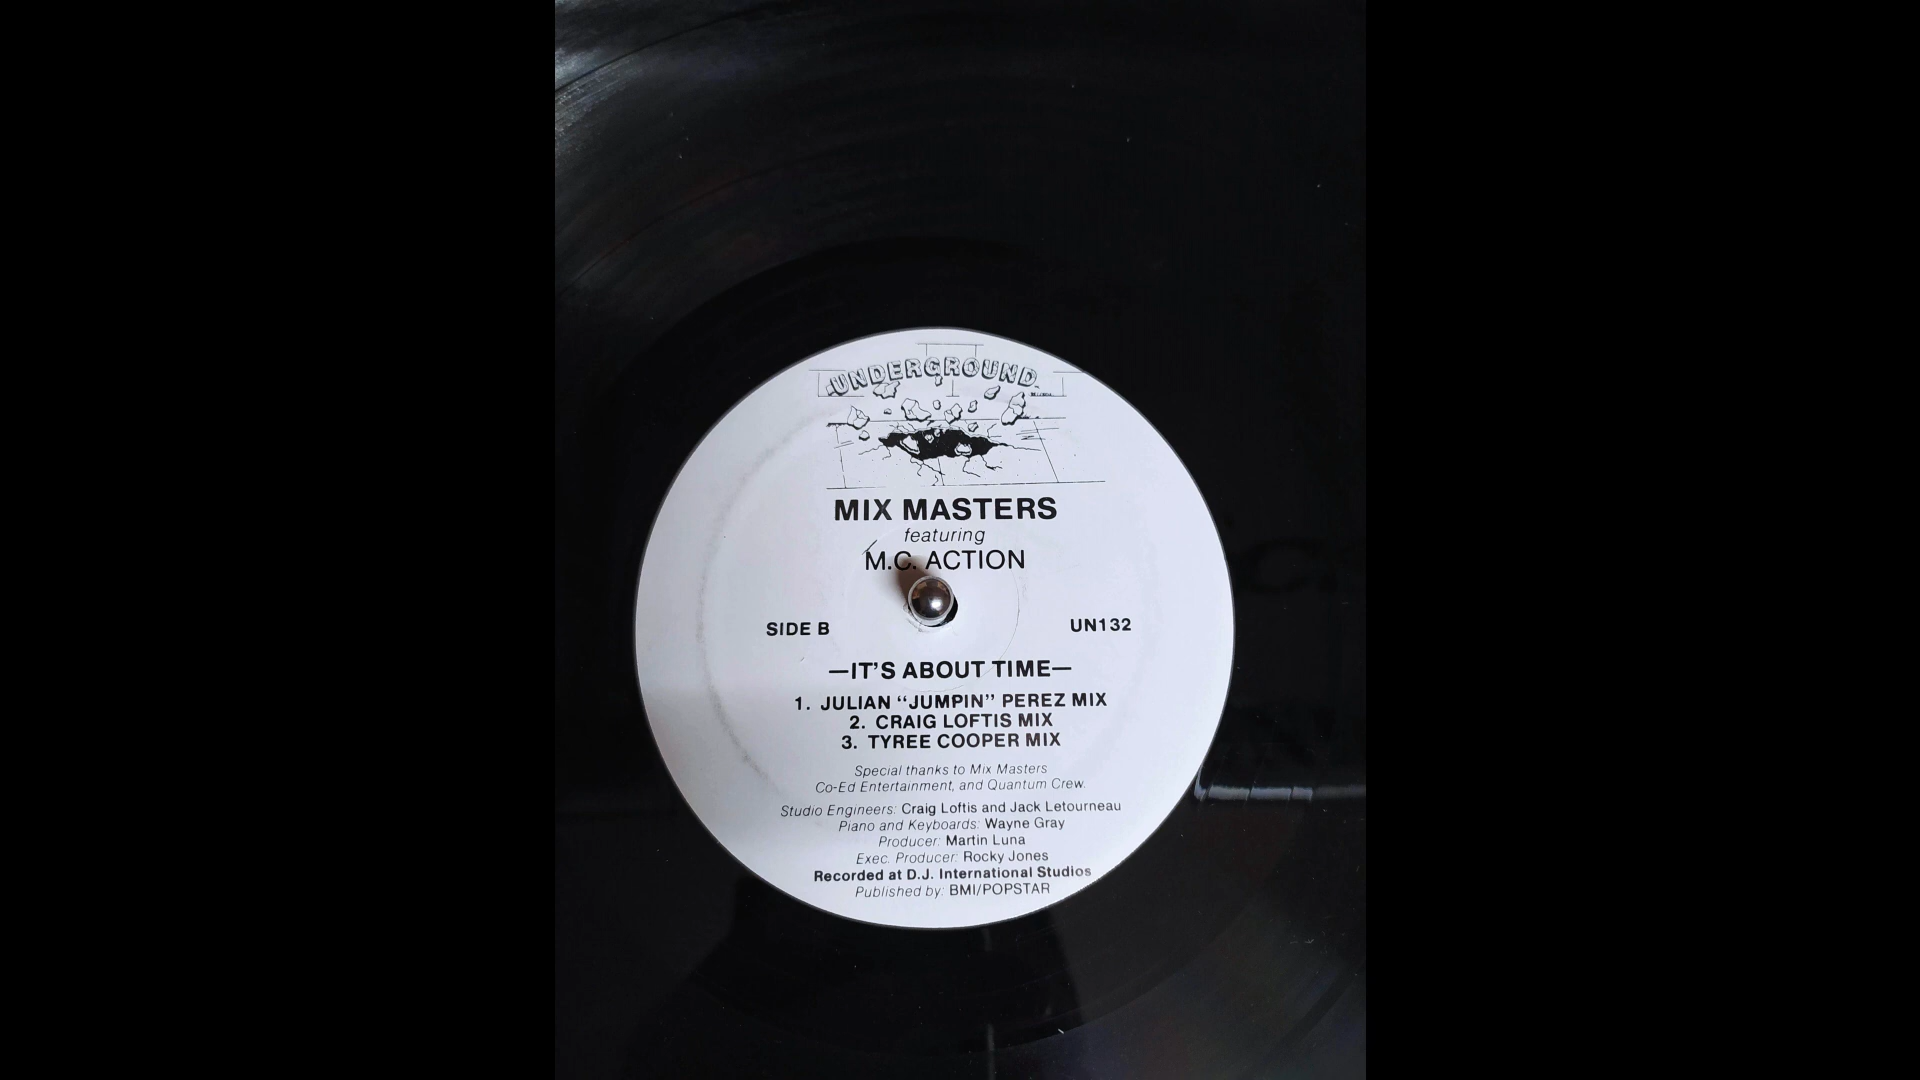 UNDERGROUND
MIX MASTERS
featuring
M.C. ACTION
SIDE B
UN132
—IT'S ABOUT TIME—
1. JULIAN “JUMPIN” PEREZ MIX
2. CRAIG LOFTIS MIX
3. TYREE COOPER MIX
Special thanks to Mix Masters
Co-Ed Entertainment, and Quantum Crew.
Studio Engineers: Craig Loftis and Jack Letourneau
Piano and Keyboards: Wayne Gray
Producer: Martin Luna
Exec. Producer: Rocky Jones
Recorded at D.J. International Studios
Published by: BMI/POPSTAR